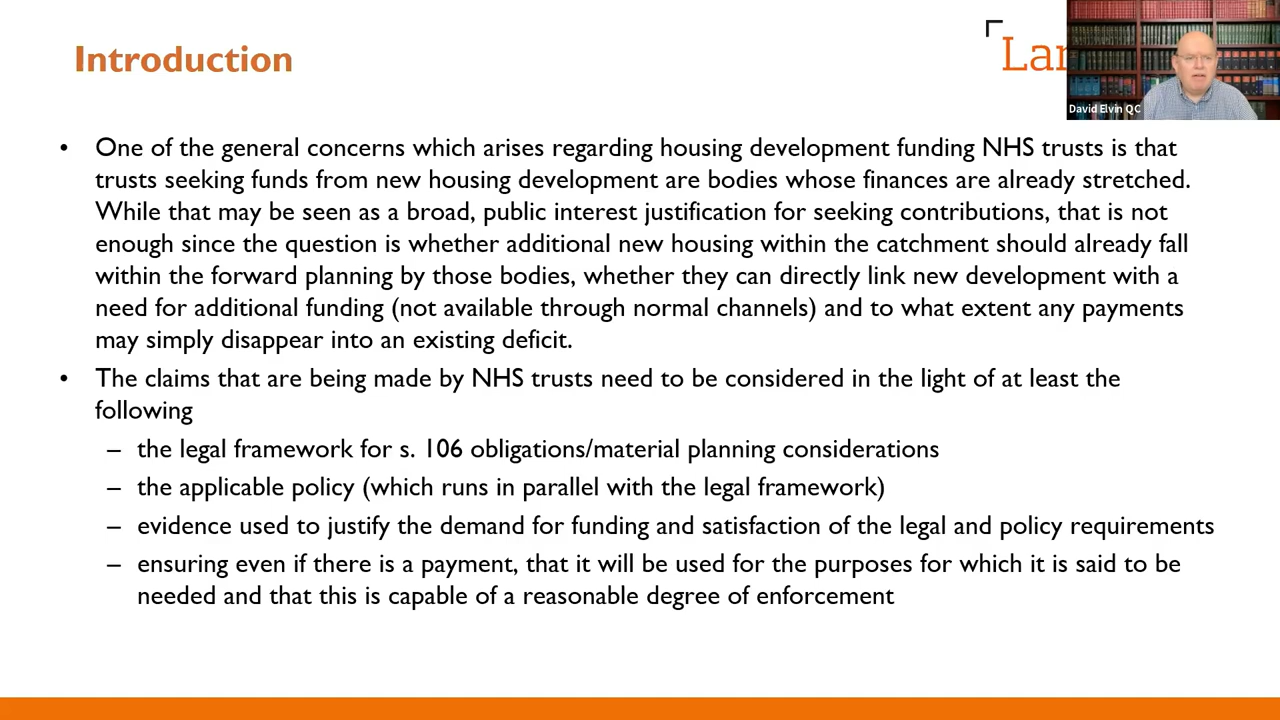 Introduction
Lan
David Elvin QC
• One of the general concerns which arises regarding housing development funding NHS trusts is that
trusts seeking funds from new housing development are bodies whose finances are already stretched.
While that may be seen as a broad, public interest justification for seeking contributions, that is not
enough since the question is whether additional new housing within the catchment should already fall
within the forward planning by those bodies, whether they can directly link new development with a
need for additional funding (not available through normal channels) and to what extent any payments
may simply disappear into an existing deficit.
• The claims that are being made by NHS trusts need to be considered in the light of at least the
following
– the legal framework for s. 106 obligations/material planning considerations
– the applicable policy (which runs in parallel with the legal framework)
– evidence used to justify the demand for funding and satisfaction of the legal and policy requirements
– ensuring even if there is a payment, that it will be used for the purposes for which it is said to be
needed and that this is capable of a reasonable degree of enforcement